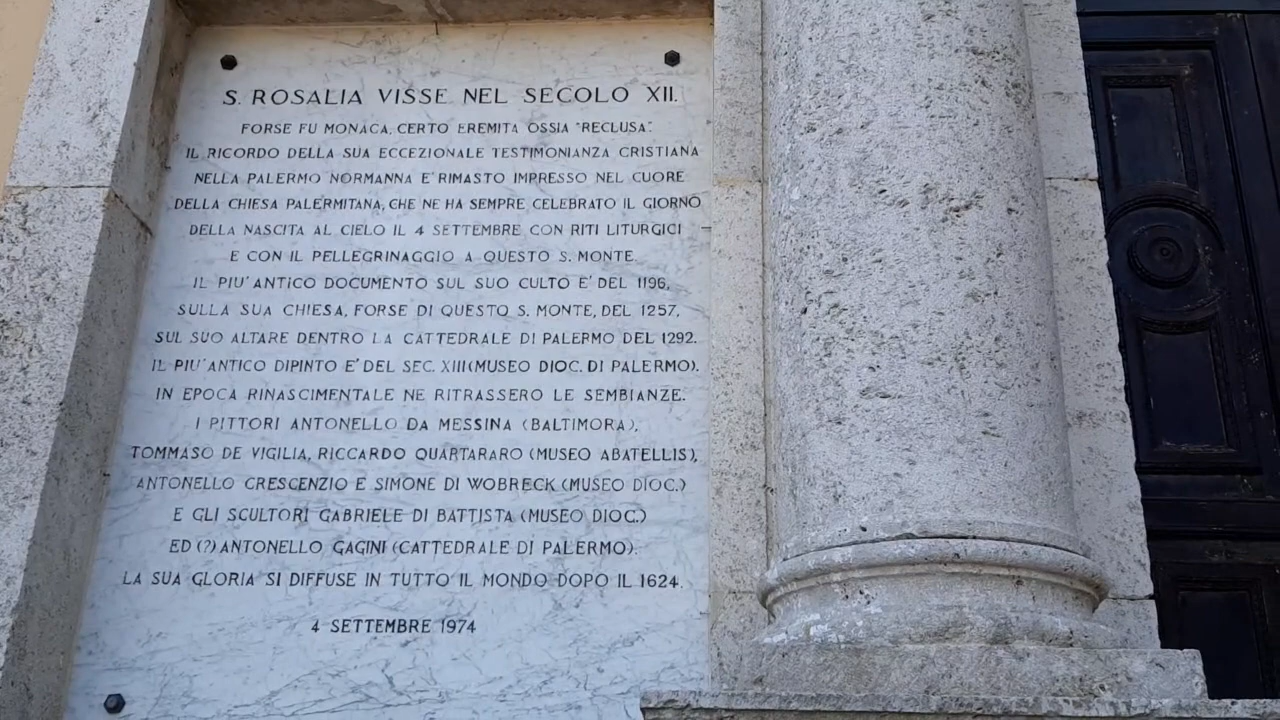 S. ROSALIA VISSE NEL SECOLO XII.
FORSE FU MONACA, CERTO EREMITA OSSIA "RECLUSA".
IL RICORDO DELLA SUA ECCEZIONALE TESTIMONIANZA CRISTIANA
NELLA PALERMO NORMANNA E' RIMASTO IMPRESSO NEL CUORE
DELLA CHIESA PALERMITANA, CHE NE HA SEMPRE CELEBRATO IL GIORNO
DELLA NASCITA AL CIELO IL 4 SETTEMBRE CON RITI LITURGICI
E CON IL PELLEGRINAGGIO A QUESTO S. MONTE.
IL PIU' ANTICO DOCUMENTO SUL SUO CULTO E' DEL 1196,
SULLA SUA CHIESA, FORSE DI QUESTO S. MONTE, DEL 1257,
SUL SUO ALTARE DENTRO LA CATTEDRALE DI PALERMO DEL 1292.
IL PIU' ANTICO DIPINTO E' DEL SEC. XIII (MUSEO DIOC. DI PALERMO).
IN EPOCA RINASCIMENTALE NE RITRASSERO LE SEMBIANZE.
I PITTORI ANTONELLO DA MESSINA (BALTIMORA),
TOMMASO DE VIGILIA, RICCARDO QUARTARARO (MUSEO ABATELLIS),
ANTONELLO CRESCENZIO E SIMONE DI WOBRECK (MUSEO DIOC.)
E GLI SCULTORI GABRIELE DI BATTISTA (MUSEO DIOC.)
ED (?) ANTONELLO GAGINI (CATTEDRALE DI PALERMO).
LA SUA GLORIA SI DIFFUSE IN TUTTO IL MONDO DOPO IL 1624.
4 SETTEMBRE 1974